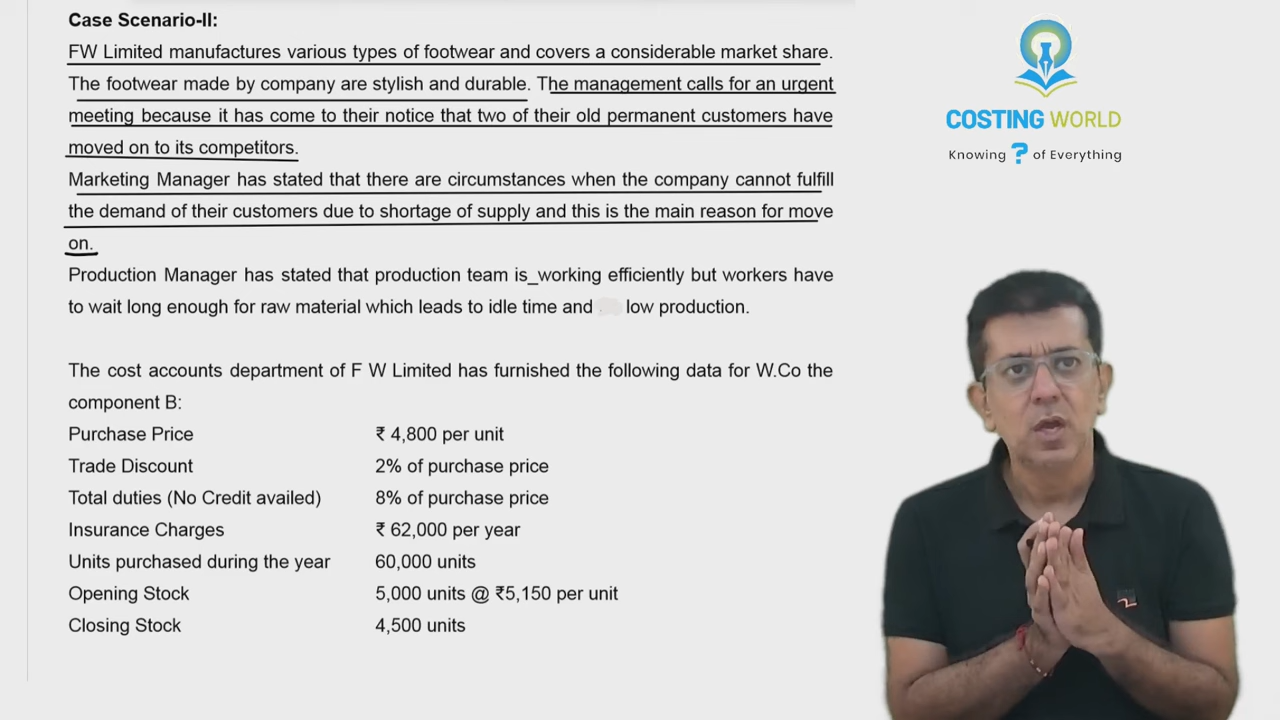 Case Scenario-II:
FW Limited manufactures various types of footwear and covers a considerable market share.
The footwear made by company are stylish and durable. The management calls for an urgent
meeting because it has come to their notice that two of their old permanent customers have
moved on to its competitors.
Marketing Manager has stated that there are circumstances when the company cannot fulfill
the demand of their customers due to shortage of supply and this is the main reason for move
on.
Production Manager has stated that production team is_working efficiently but workers have
to wait long enough for raw material which leads to idle time and low production.
The cost accounts department of F W Limited has furnished the following data for W.Co the
component B:
Purchase Price ₹ 4,800 per unit
Trade Discount 2% of purchase price
Total duties (No Credit availed) 8% of purchase price
Insurance Charges ₹ 62,000 per year
Units purchased during the year 60,000 units
Opening Stock 5,000 units @ ₹5,150 per unit
Closing Stock 4,500 units
COSTING WORLD
Knowing ? of Everything